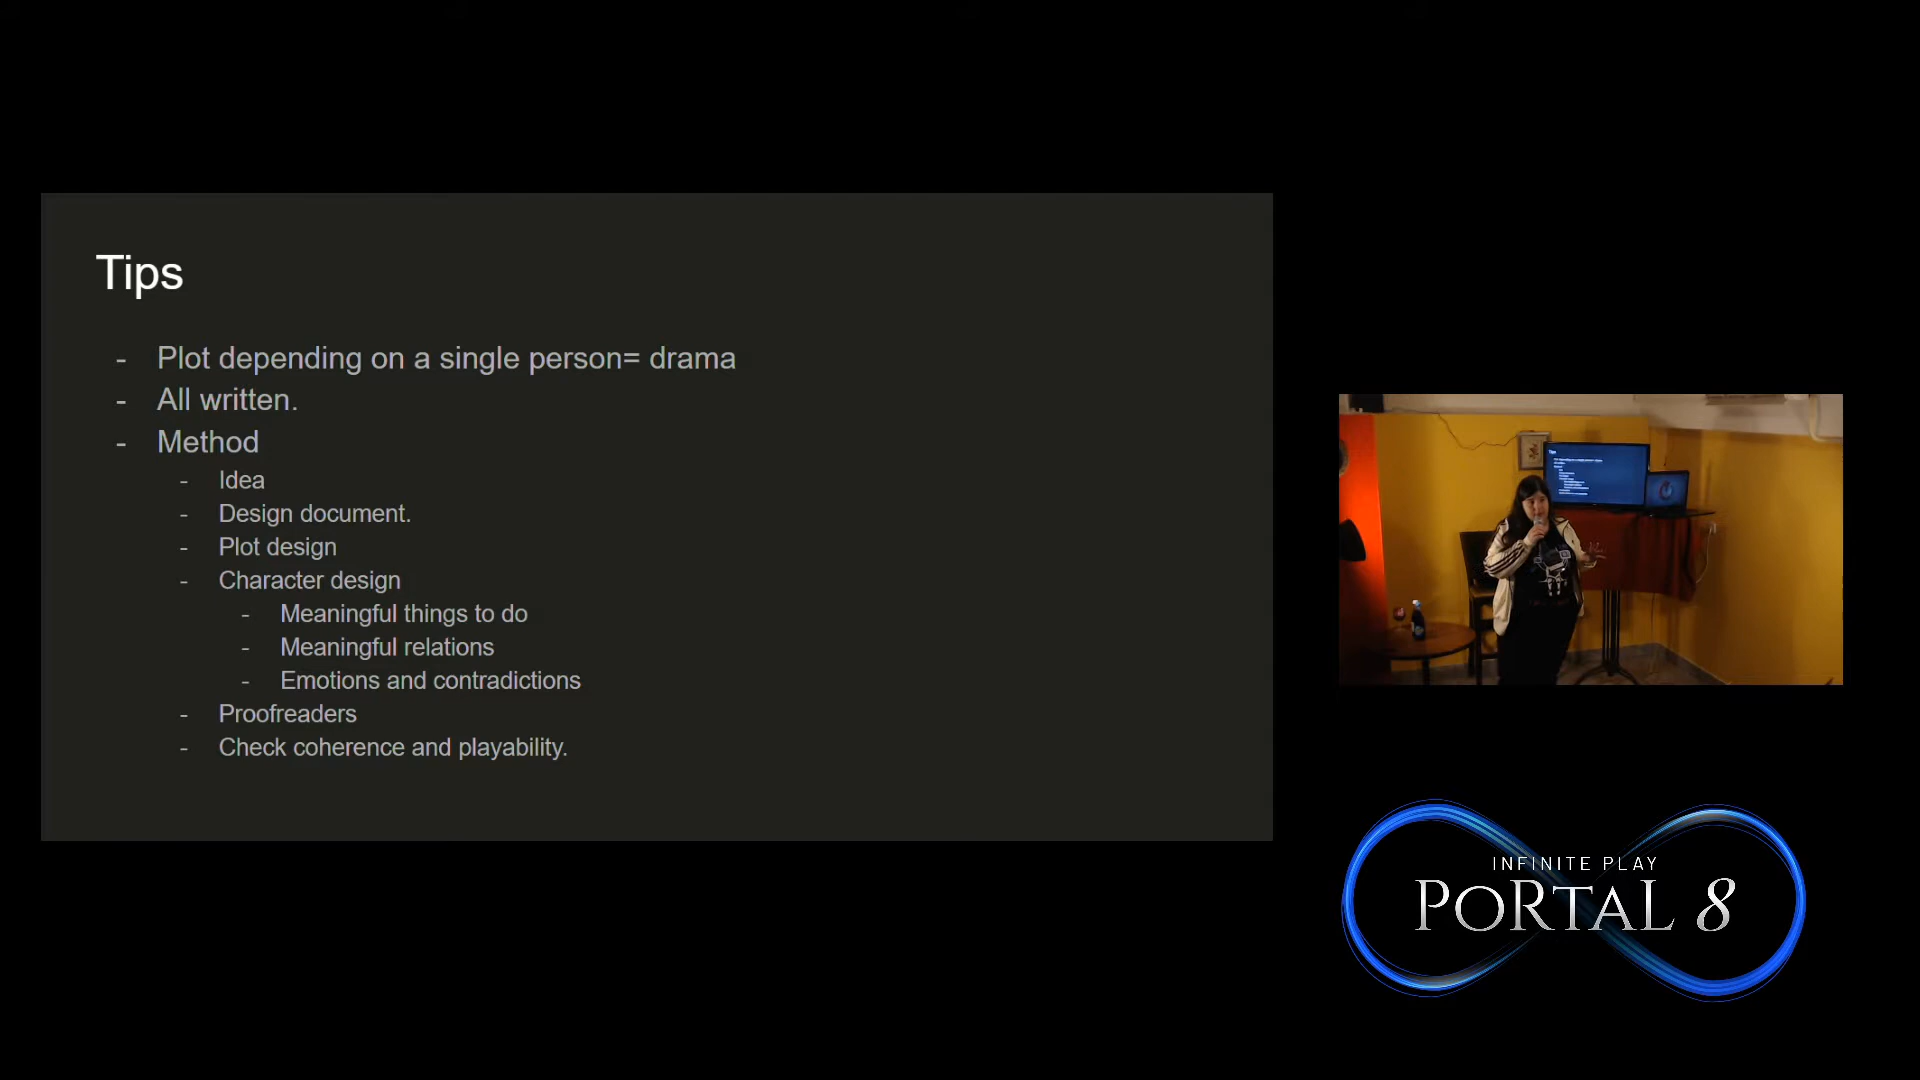 Tips
- Plot depending on a single person= drama
- All written.
- Method
- Idea
- Design document.
- Plot design
- Character design
- Meaningful things to do
- Meaningful relations
- Emotions and contradictions
- Proofreaders
- Check coherence and playability.
Tips
INFINITE PLAY
PORTAL 8